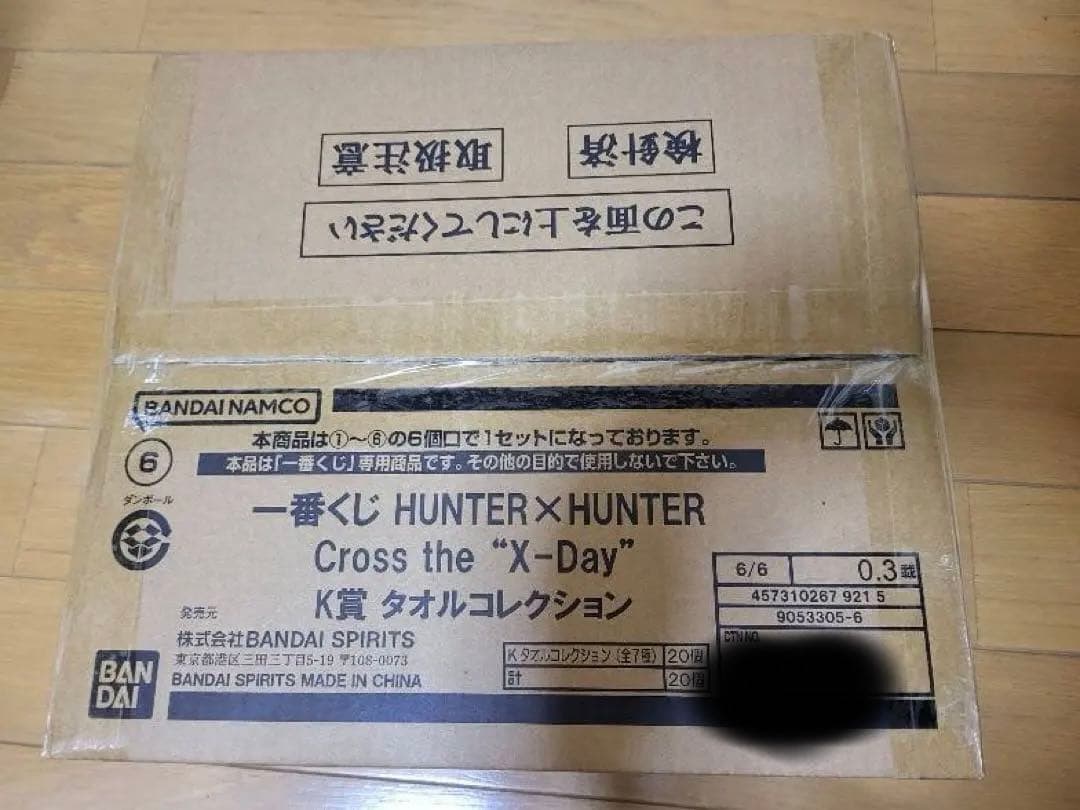 検針済 取扱注意
この面を上にしてください
BANDAI NAMCO
本商品は①～⑥の6個口で1セットになっております。
6
本品は「一番くじ」専用商品です。その他の目的で使用しないで下さい。
ダンボール
一番くじ HUNTER×HUNTER
Cross the “X-Day”
K賞 タオルコレクション
6/6 0.3
457310267 921 5
9053305-6
CTN NO.
発売元
株式会社BANDAI SPIRITS
東京都港区三田三丁目5-19 〒108-0073
BANDAI SPIRITS MADE IN CHINA
BAN
DAI
K タオルコレクション (全7種) 20個
計 20個